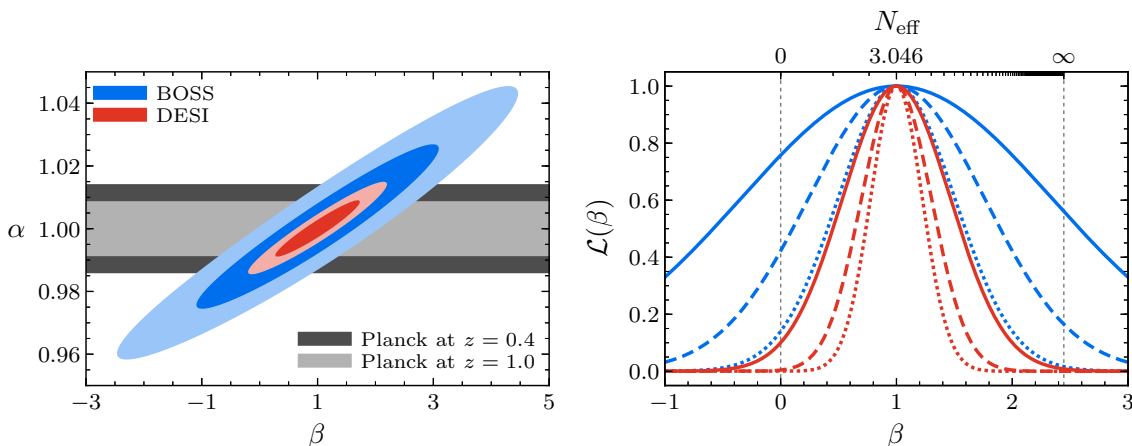 BOSS
DESI
1.04
1.02
1.00
0.98
0.96
α
Planck at z = 0.4
Planck at z = 1.0
−3
−1
1
3
5
β
N_eff
0
3.046
∞
1.0
0.8
0.6
0.4
0.2
0.0
ℒ(β)
−1
0
1
2
3
β